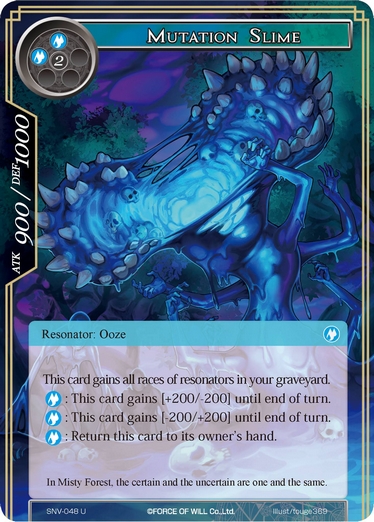 Mutation Slime
2
ATK 900 / DEF 1000
Resonator: Ooze
This card gains all races of resonators in your graveyard.
: This card gains [+200/-200] until end of turn.
: This card gains [-200/+200] until end of turn.
: Return this card to its owner's hand.
In Misty Forest, the certain and the uncertain are one and the same.
SNV-048 U ©FORCE OF WILL Co.,Ltd. illust/touge369